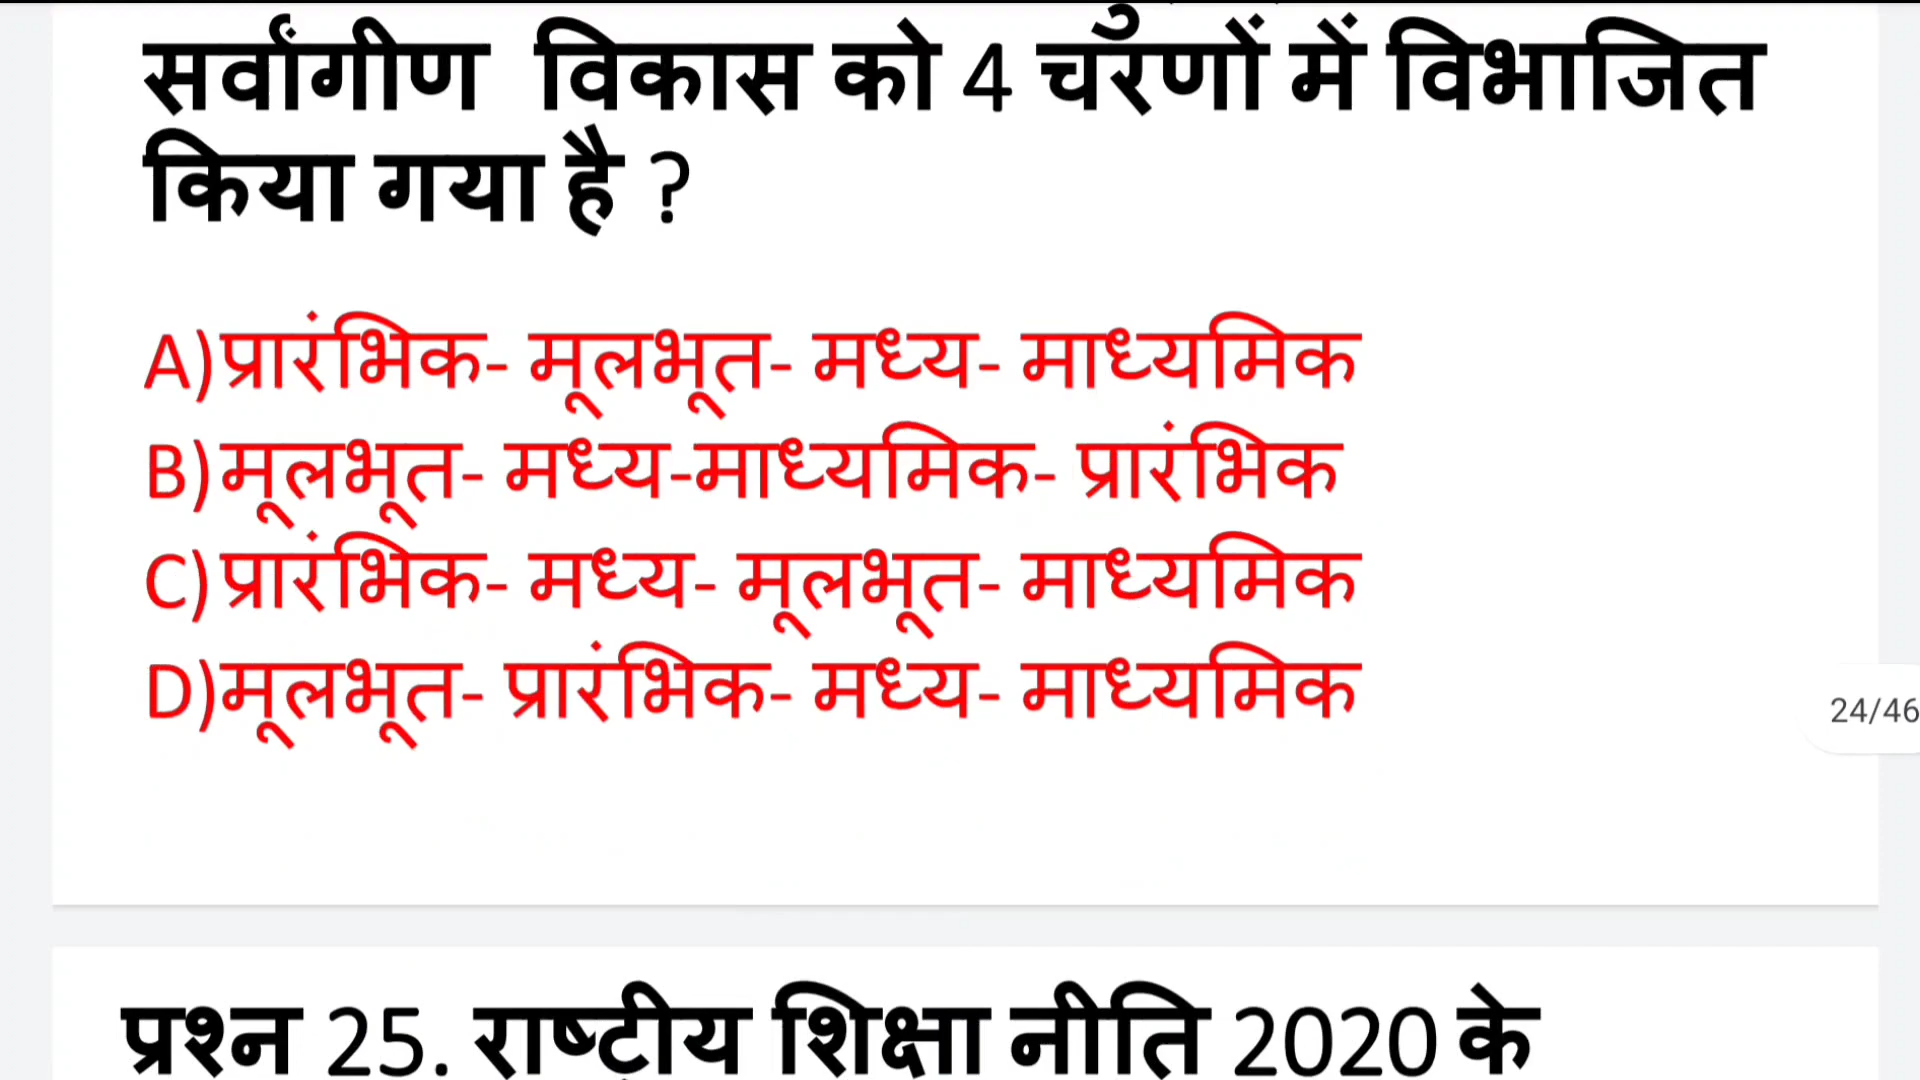 सर्वांगीण विकास को 4 चरणों में विभाजित
किया गया है ?
A)प्रारंभिक- मूलभूत- मध्य- माध्यमिक
B)मूलभूत- मध्य-माध्यमिक- प्रारंभिक
C)प्रारंभिक- मध्य- मूलभूत- माध्यमिक
D)मूलभूत- प्रारंभिक- मध्य- माध्यमिक
24/46
प्रश्न 25. राष्ट्रीय शिक्षा नीति 2020 के